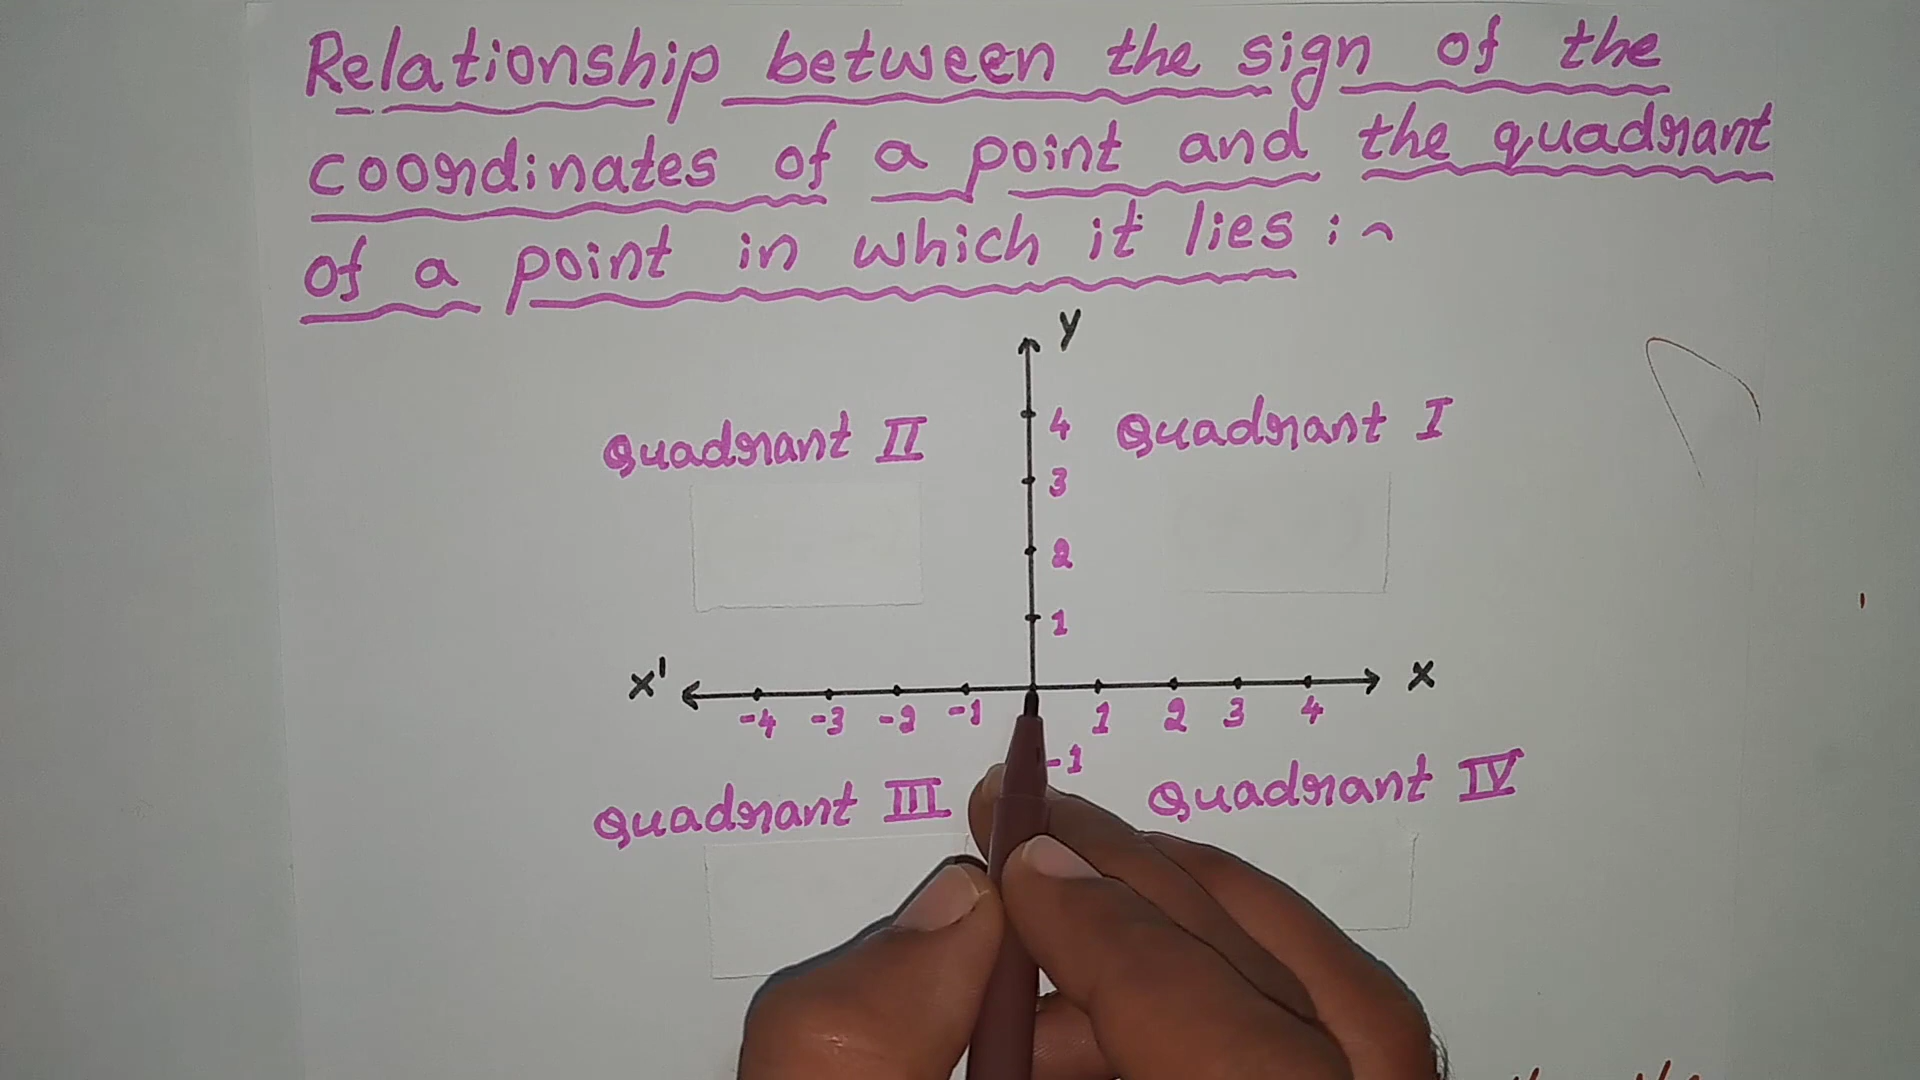 Relationship between the sign of the
coordinates of a point and the quadrant
of a point in which it lies :~
Y
Quadrant II
4
Quadrant I
3
2
1
X'
X
-4 -3 -2 -1 1 2 3 4
-1
Quadrant III
Quadrant IV